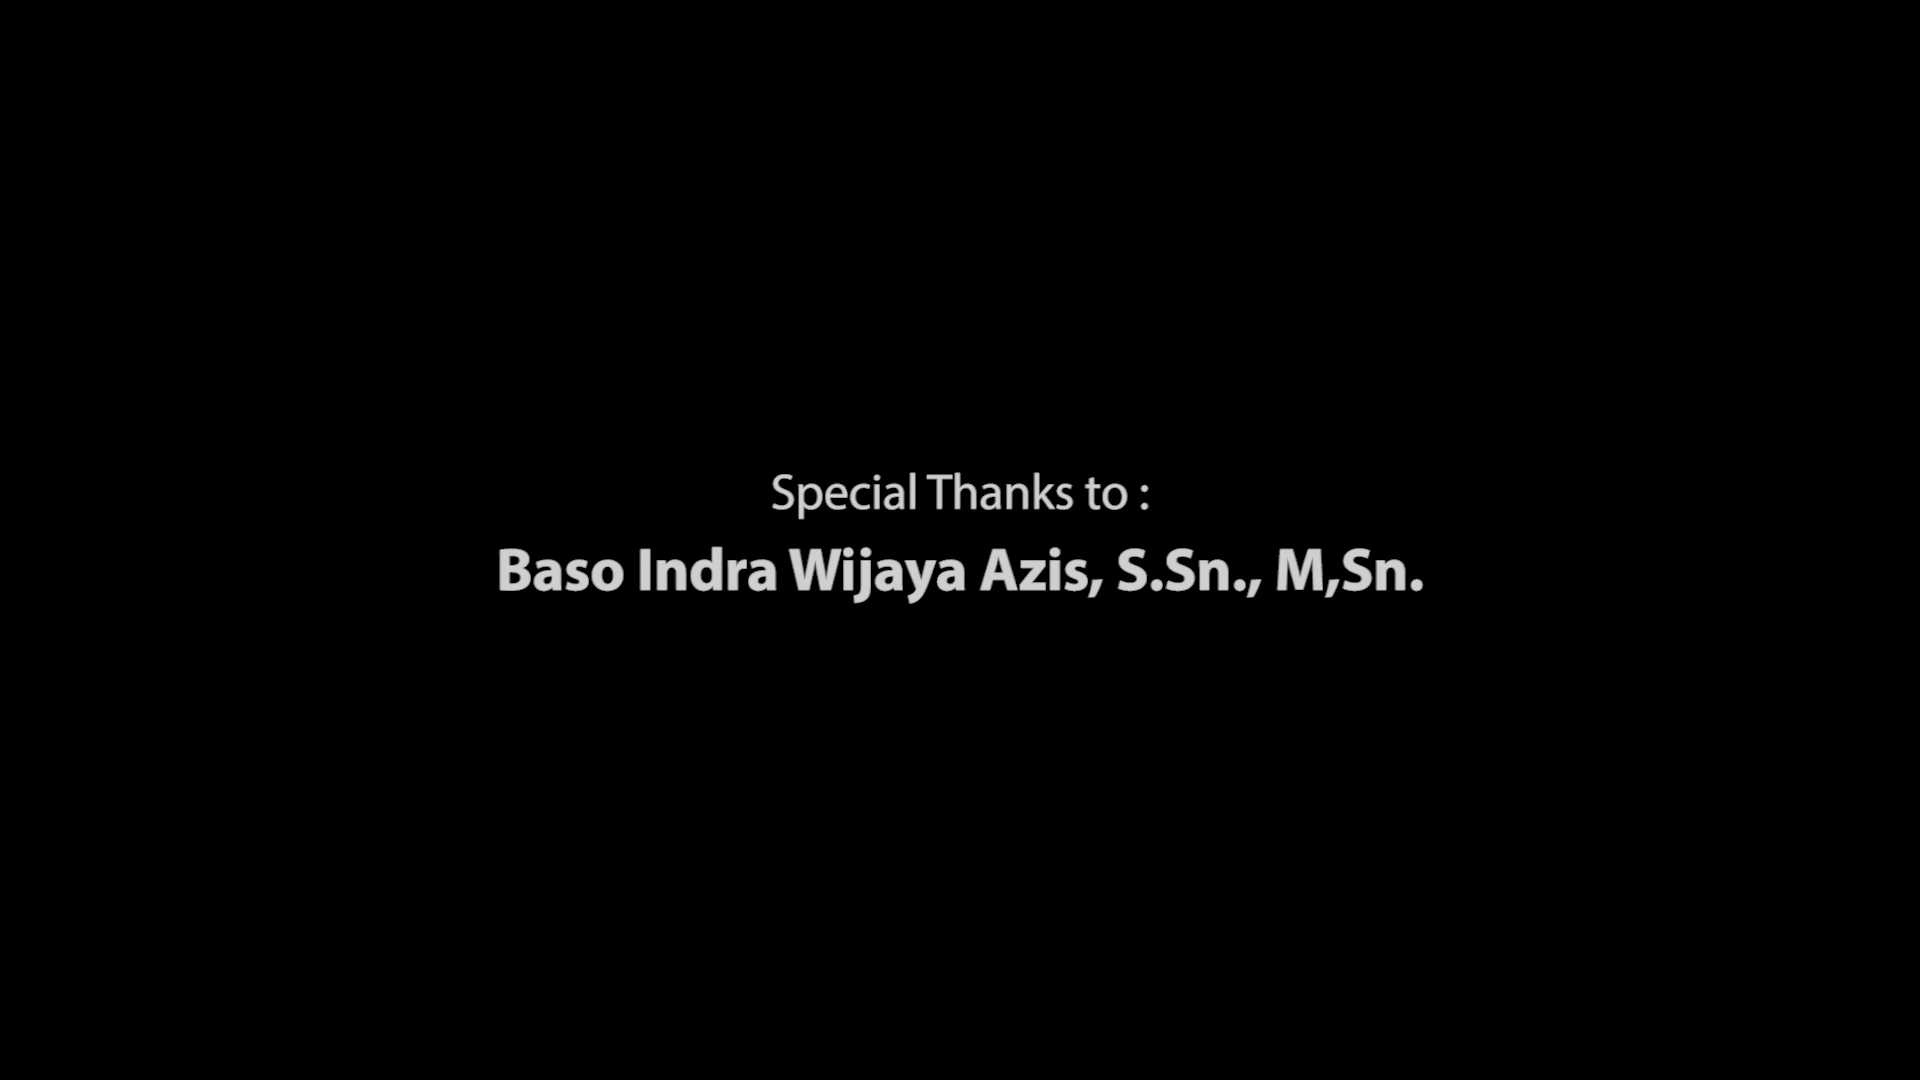 Special Thanks to :
Baso Indra Wijaya Azis, S.Sn., M,Sn.